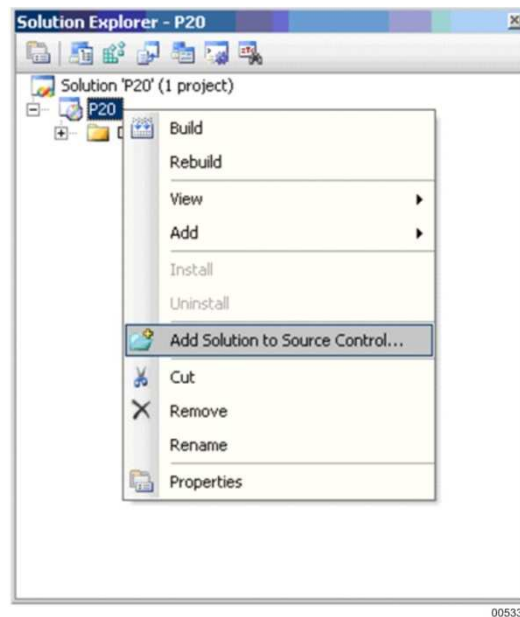 Solution Explorer - P20
Solution 'P20' (1 project)
P20
Build
Rebuild
View
Add
Install
Uninstall
Add Solution to Source Control...
Cut
Remove
Rename
Properties
00533